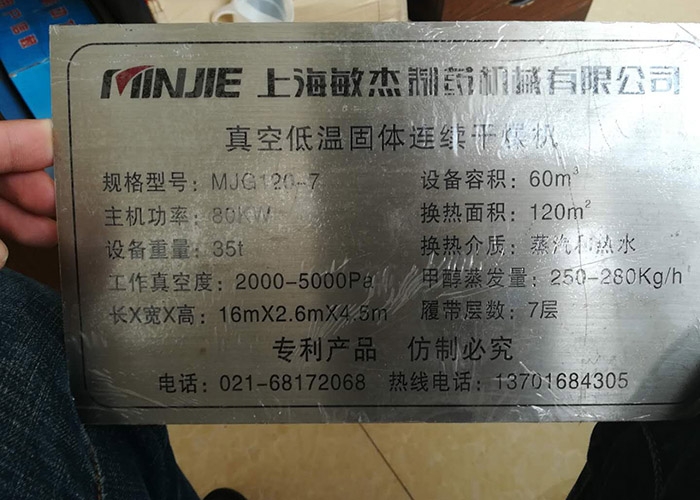 MINJIE 上海敏杰制药机械有限公司
真空低温固体连续干燥机
规格型号: MJG120-7 设备容积: 60m³
主机功率: 80KW 换热面积: 120m²
设备重量: 35t 换热介质: 蒸汽和热水
工作真空度: 2000-5000Pa 甲醇蒸发量: 250-280Kg/h
长X宽X高: 16mX2.6mX4.5m 履带层数: 7层
专利产品 仿制必究
电话: 021-68172068 热线电话: 13701684305